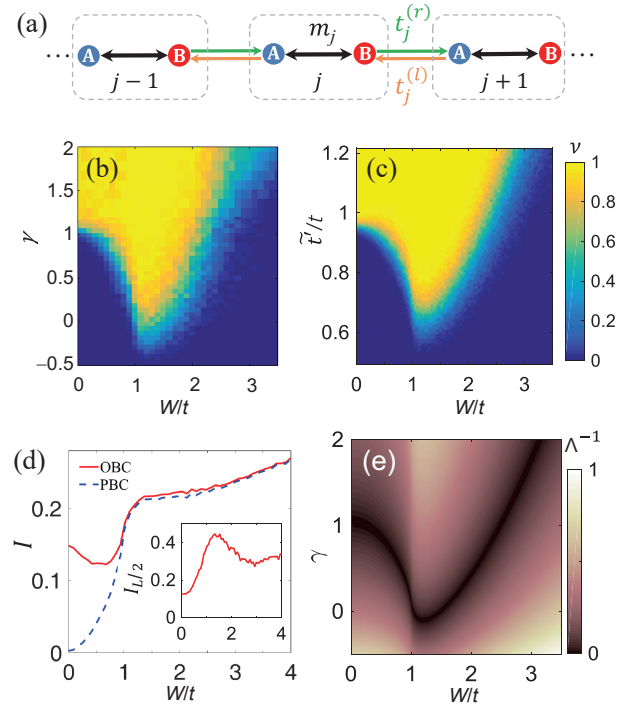 (a) m_j t_j^(r)
··· A B A B A B ···
j − 1 j t_j^(l) j + 1
(b) (c) ν
2 1.2 1
1.5 0.8
γ 1 t̃'/t 1 0.6
0.5 0.8 0.4
0 0.2
−0.5 0.6 0
0 1 2 3 0 1 2 3
W/t W/t
(d) (e) Λ^−1
OBC 2 1
PBC
0.2
I γ 1
0.1 I_L/2 0.4
0.2
0 0
0 2 4
0 0
0 1 2 3 4 0 1 2 3
W/t W/t